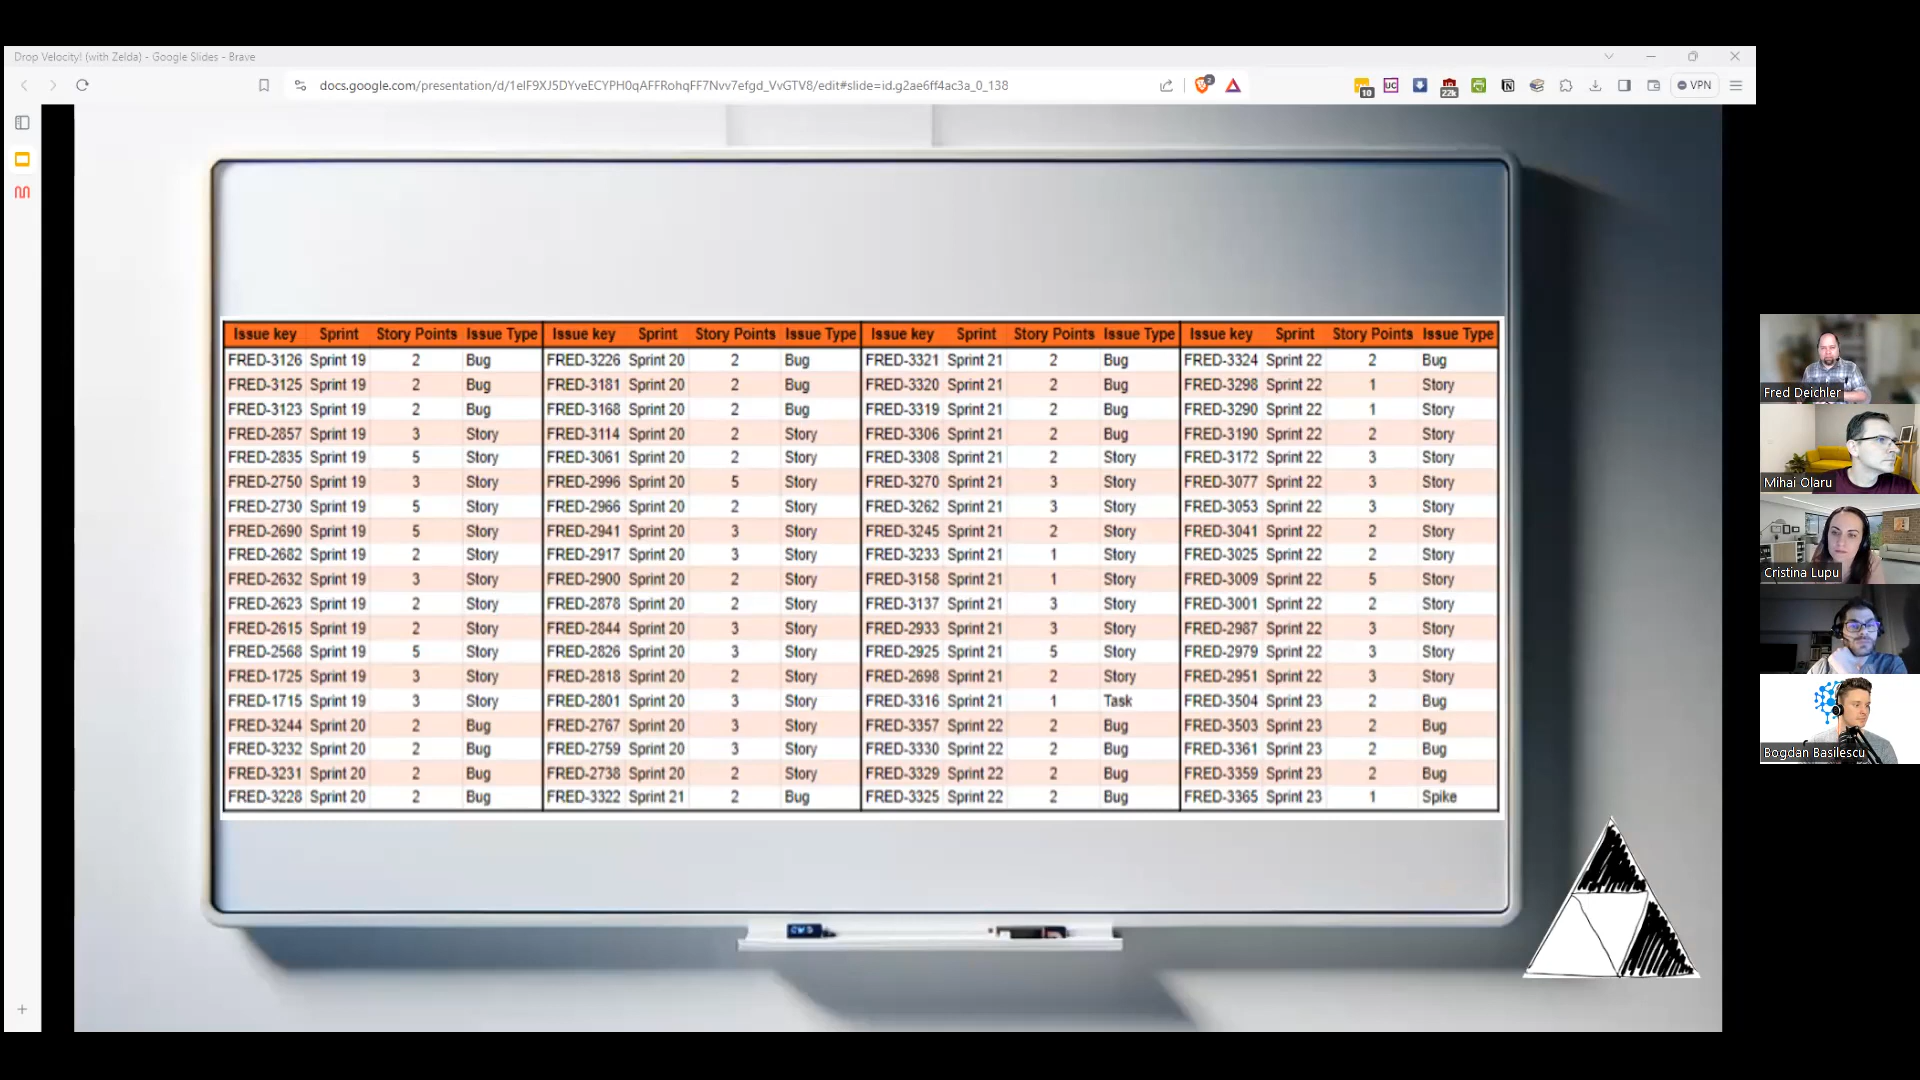 Drop Velocity! (with Zelda) - Google Slides - Brave
docs.google.com/presentation/d/1elF9XJ5DYveECYPH0qAFFRohqFF7Nvv7efgd_VvGTV8/edit#slide=id.g2ae6ff4ac3a_0_138
2
10
UC
22k
VPN
Issue key Sprint Story Points Issue Type Issue key Sprint Story Points Issue Type Issue key Sprint Story Points Issue Type Issue key Sprint Story Points Issue Type
FRED-3126 Sprint 19 2 Bug FRED-3226 Sprint 20 2 Bug FRED-3321 Sprint 21 2 Bug FRED-3324 Sprint 22 2 Bug
FRED-3125 Sprint 19 2 Bug FRED-3181 Sprint 20 2 Bug FRED-3320 Sprint 21 2 Bug FRED-3298 Sprint 22 1 Story
FRED-3123 Sprint 19 2 Bug FRED-3168 Sprint 20 2 Bug FRED-3319 Sprint 21 2 Bug FRED-3290 Sprint 22 1 Story
FRED-2857 Sprint 19 3 Story FRED-3114 Sprint 20 2 Story FRED-3306 Sprint 21 2 Bug FRED-3190 Sprint 22 2 Story
FRED-2835 Sprint 19 5 Story FRED-3061 Sprint 20 2 Story FRED-3308 Sprint 21 2 Story FRED-3172 Sprint 22 3 Story
FRED-2750 Sprint 19 3 Story FRED-2996 Sprint 20 5 Story FRED-3270 Sprint 21 3 Story FRED-3077 Sprint 22 3 Story
FRED-2730 Sprint 19 5 Story FRED-2966 Sprint 20 2 Story FRED-3262 Sprint 21 3 Story FRED-3053 Sprint 22 3 Story
FRED-2690 Sprint 19 5 Story FRED-2941 Sprint 20 3 Story FRED-3245 Sprint 21 2 Story FRED-3041 Sprint 22 2 Story
FRED-2682 Sprint 19 2 Story FRED-2917 Sprint 20 3 Story FRED-3233 Sprint 21 1 Story FRED-3025 Sprint 22 2 Story
FRED-2632 Sprint 19 3 Story FRED-2900 Sprint 20 2 Story FRED-3158 Sprint 21 1 Story FRED-3009 Sprint 22 5 Story
FRED-2623 Sprint 19 2 Story FRED-2878 Sprint 20 2 Story FRED-3137 Sprint 21 3 Story FRED-3001 Sprint 22 2 Story
FRED-2615 Sprint 19 2 Story FRED-2844 Sprint 20 3 Story FRED-2933 Sprint 21 3 Story FRED-2987 Sprint 22 3 Story
FRED-2568 Sprint 19 5 Story FRED-2826 Sprint 20 3 Story FRED-2925 Sprint 21 5 Story FRED-2979 Sprint 22 3 Story
FRED-1725 Sprint 19 3 Story FRED-2818 Sprint 20 2 Story FRED-2698 Sprint 21 2 Story FRED-2951 Sprint 22 3 Story
FRED-1715 Sprint 19 3 Story FRED-2801 Sprint 20 3 Story FRED-3316 Sprint 21 1 Task FRED-3504 Sprint 23 2 Bug
FRED-3244 Sprint 20 2 Bug FRED-2767 Sprint 20 3 Story FRED-3357 Sprint 22 2 Bug FRED-3503 Sprint 23 2 Bug
FRED-3232 Sprint 20 2 Bug FRED-2759 Sprint 20 3 Story FRED-3330 Sprint 22 2 Bug FRED-3361 Sprint 23 2 Bug
FRED-3231 Sprint 20 2 Bug FRED-2738 Sprint 20 2 Story FRED-3329 Sprint 22 2 Bug FRED-3359 Sprint 23 2 Bug
FRED-3228 Sprint 20 2 Bug FRED-3322 Sprint 21 2 Bug FRED-3325 Sprint 22 2 Bug FRED-3365 Sprint 23 1 Spike
Fred Deichler
Mihai Olaru
Cristina Lupu
Bogdan Basilescu